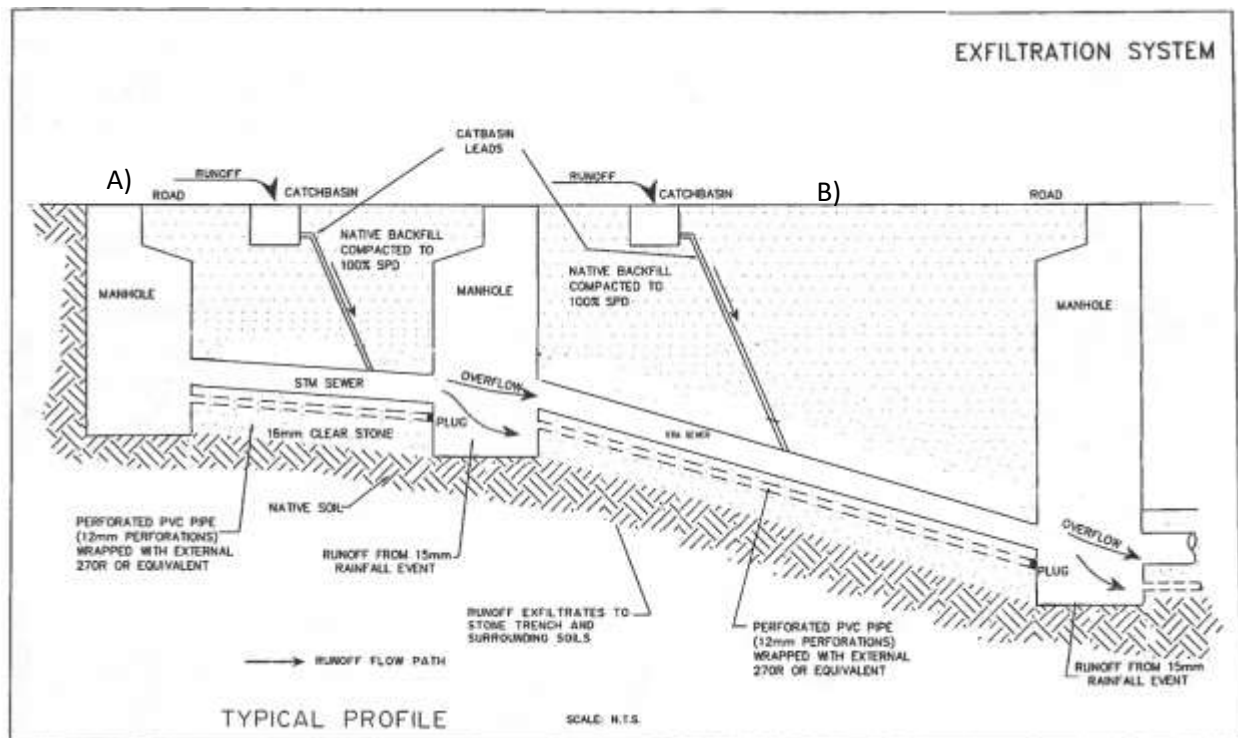 EXFILTRATION SYSTEM
CATBASIN
LEADS
A)
RUNOFF
ROAD
CATCHBASIN
RUNOFF
CATCHBASIN
B)
ROAD
NATIVE BACKFILL
COMPACTED TO
100% SPD
MANHOLE
MANHOLE
NATIVE BACKFILL
COMPACTED TO
100% SPD
MANHOLE
STM SEWER
OVERFLOW
PLUG
16mm CLEAR STONE
STM SEWER
NATIVE SOIL
PERFORATED PVC PIPE
(12mm PERFORATIONS)
WRAPPED WITH EXTERNAL
270R OR EQUIVALENT
RUNOFF FROM 15mm
RAINFALL EVENT
OVERFLOW
PLUG
RUNOFF EXFILTRATES TO
STONE TRENCH AND
SURROUNDING SOILS
PERFORATED PVC PIPE
(12mm PERFORATIONS)
WRAPPED WITH EXTERNAL
270R OR EQUIVALENT
RUNOFF FROM 15mm
RAINFALL EVENT
RUNOFF FLOW PATH
TYPICAL PROFILE
SCALE: N.T.S.